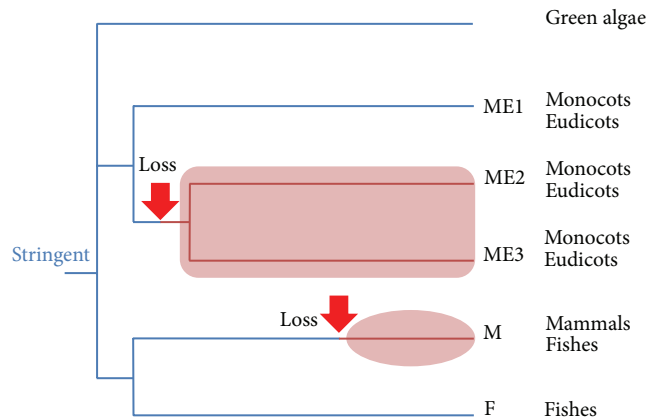 Green algae
ME1 Monocots
Eudicots
Loss
ME2 Monocots
Eudicots
Stringent
ME3 Monocots
Eudicots
Loss
M Mammals
Fishes
F Fishes